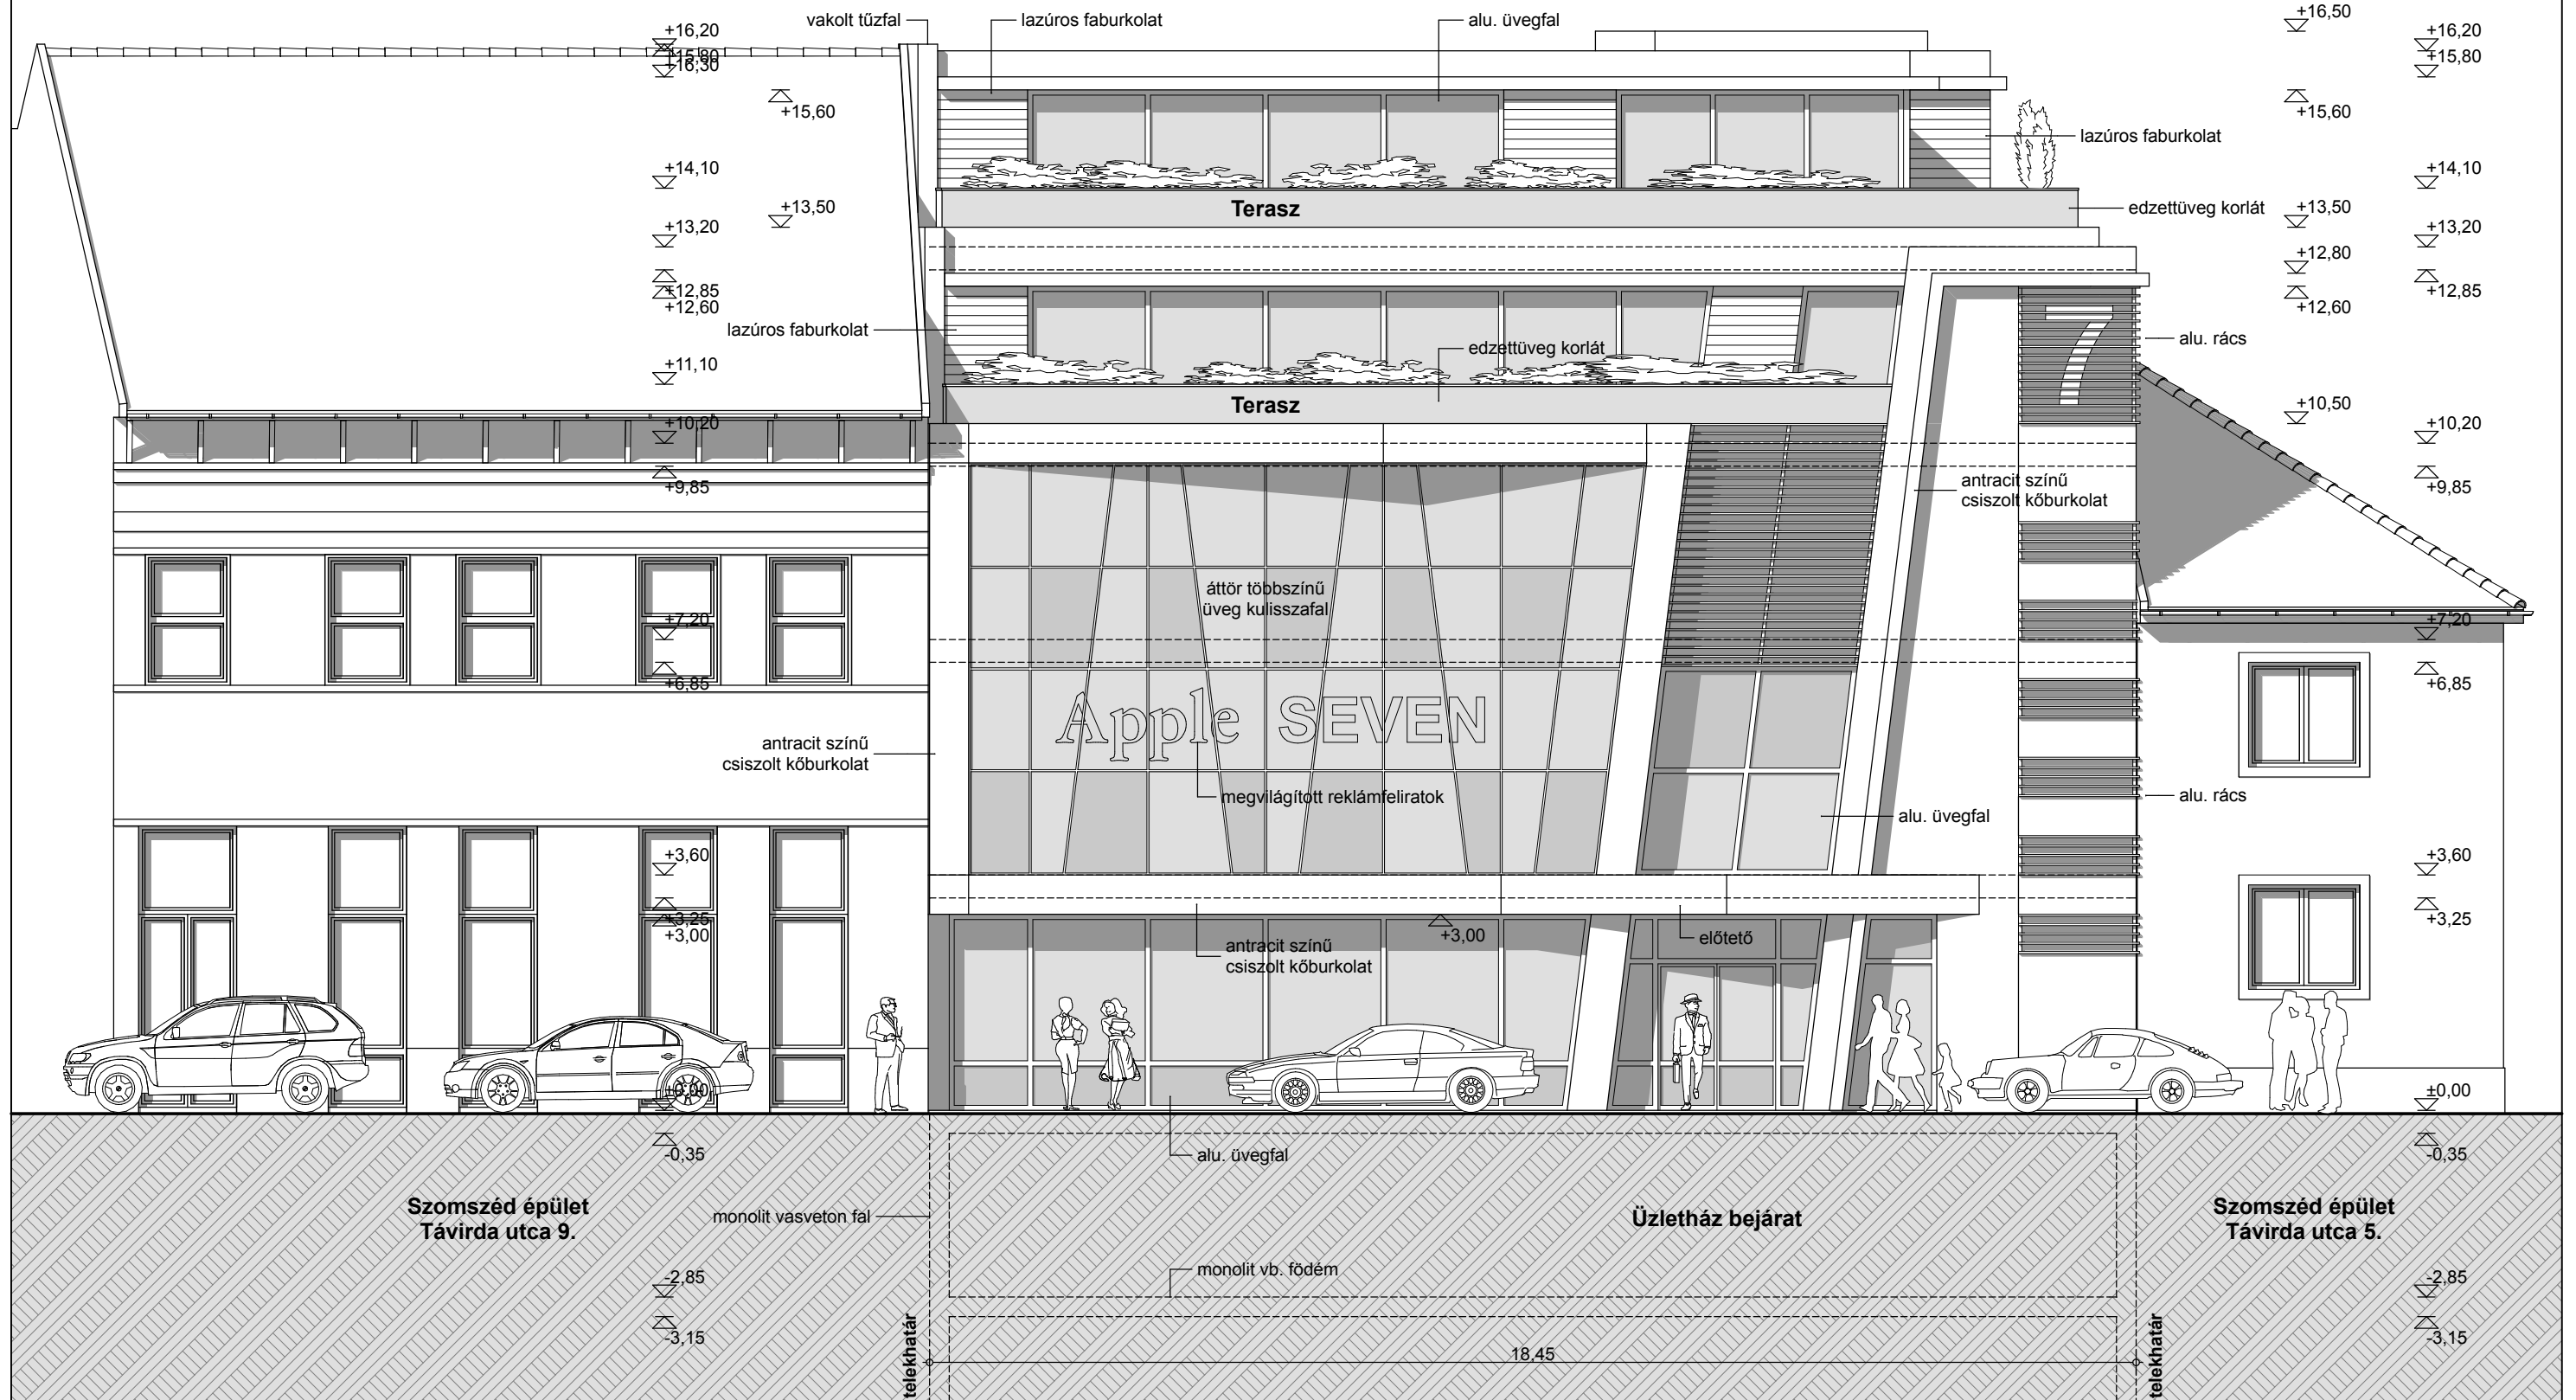 vakolt tűzfal
lazúros faburkolat
alu. üvegfal
+16,50
+16,20
+15,80
+16,30
+16,20
+15,80
+15,60
+15,60
lazúros faburkolat
+14,10
+14,10
+13,50
Terasz
edzettüveg korlát
+13,50
+13,20
+13,20
+12,80
+12,85
+12,60
+12,60
+12,85
lazúros faburkolat
edzettüveg korlát
7
alu. rács
+11,10
Terasz
+10,50
+10,20
+10,20
+9,85
antracit színű
csiszolt kőburkolat
+9,85
áttör többszínű
üveg kulisszafal
+7,20
+7,20
+6,85
+6,85
Apple SEVEN
antracit színű
csiszolt kőburkolat
megvilágított reklámfeliratok
alu. rács
alu. üvegfal
+3,60
+3,60
+3,25
+3,00
+3,00
+3,25
antracit színű
csiszolt kőburkolat
előtető
±0,00
±0,00
-0,35
alu. üvegfal
-0,35
Szomszéd épület
Távirda utca 9.
monolit vasveton fal
Üzletház bejárat
Szomszéd épület
Távirda utca 5.
monolit vb. födém
-2,85
-2,85
-3,15
-3,15
telekhatár
18,45
telekhatár